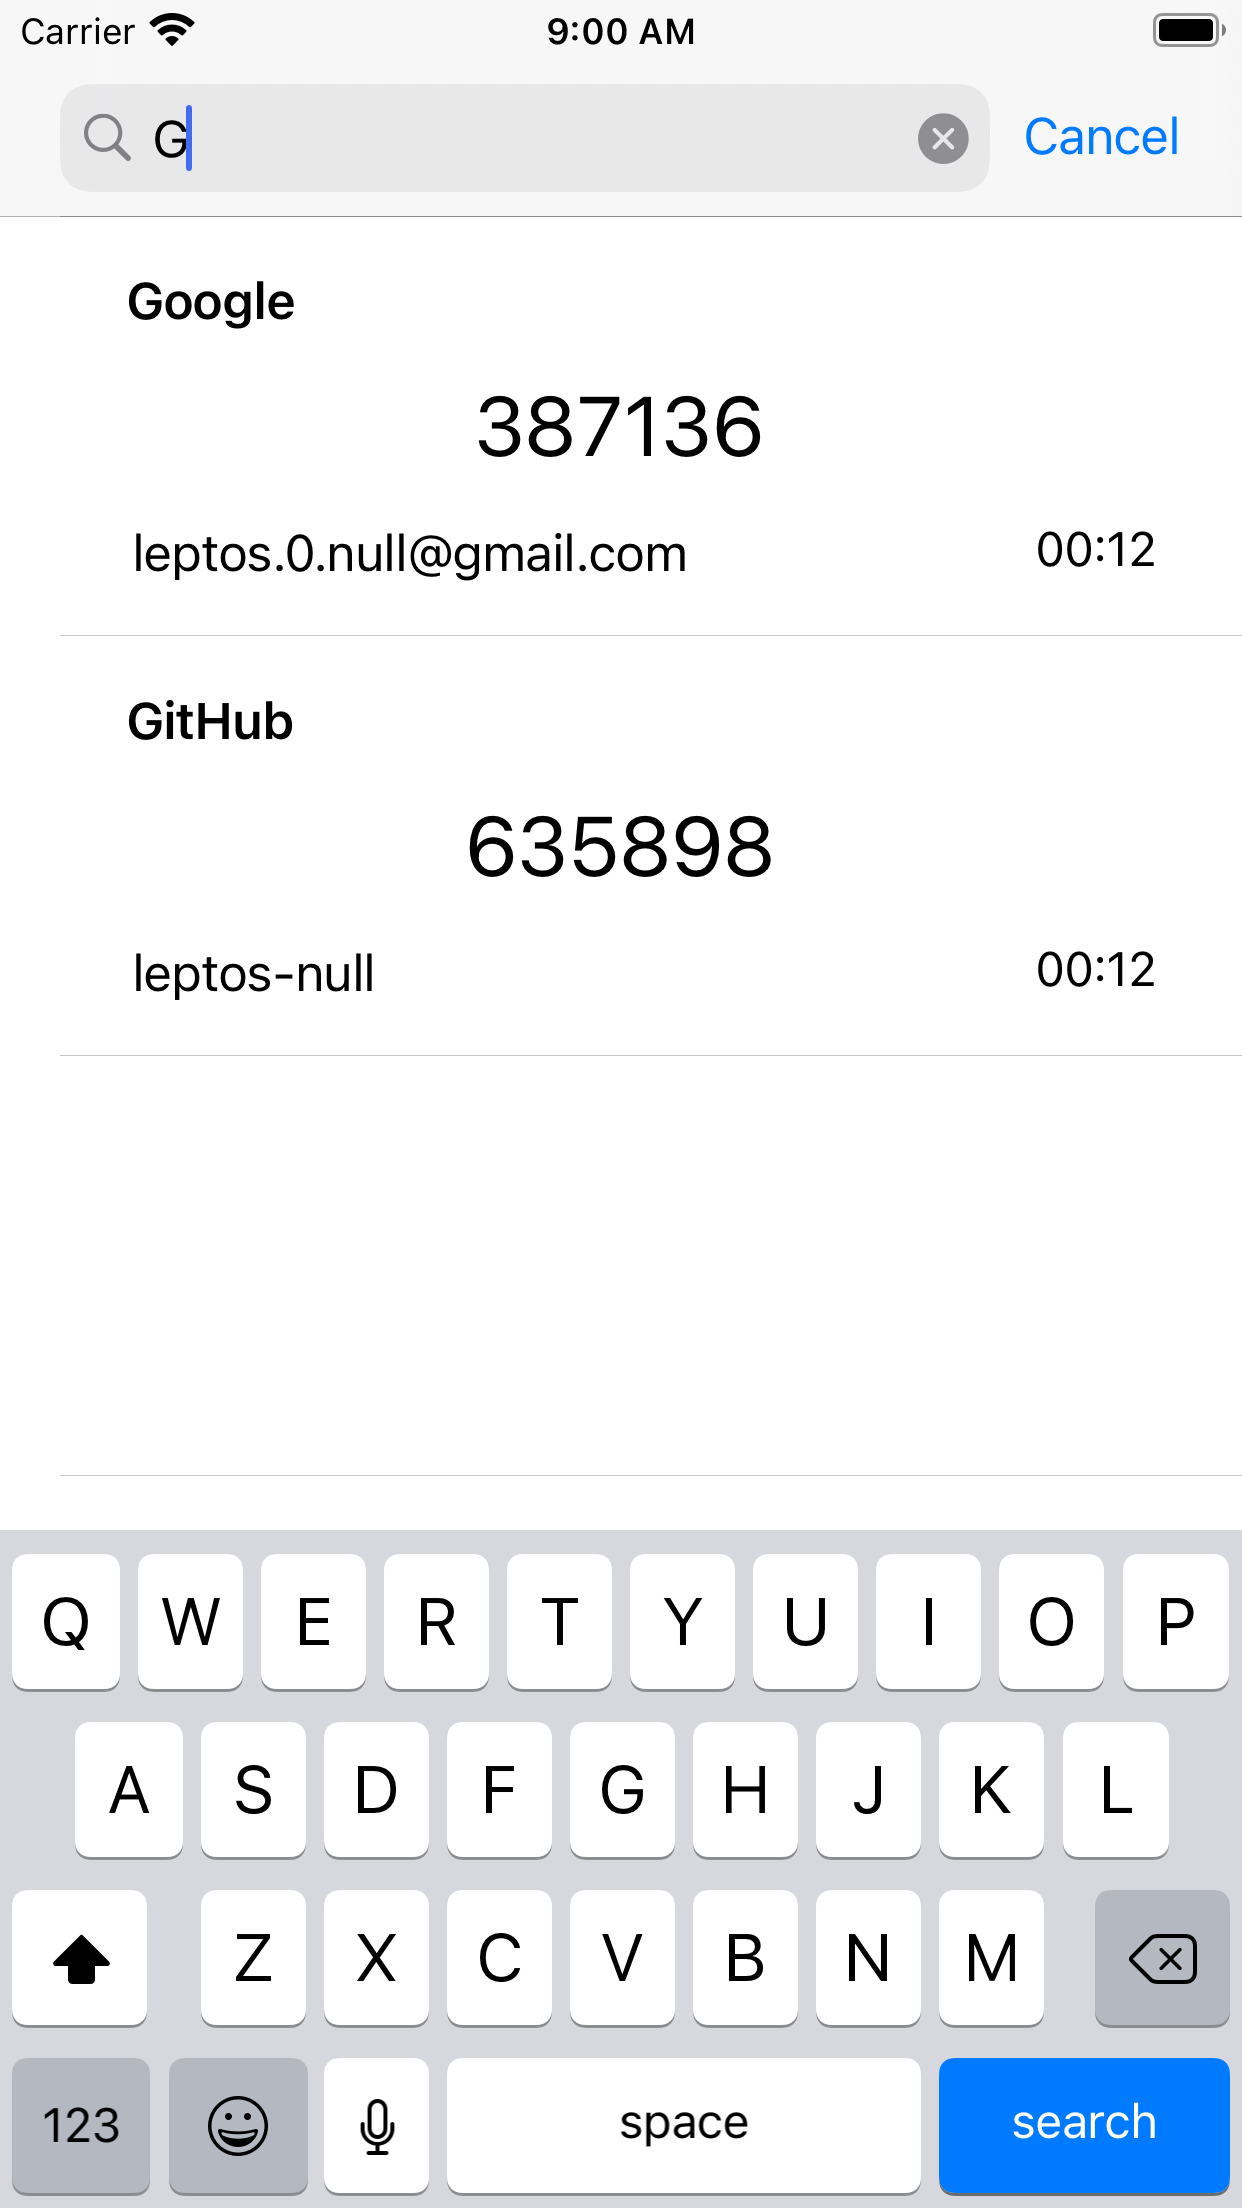 Carrier 9:00 AM
G Cancel
Google
387136
leptos.0.null@gmail.com 00:12
GitHub
635898
leptos-null 00:12
Q W E R T Y U I O P
A S D F G H J K L
Z X C V B N M
123 space search